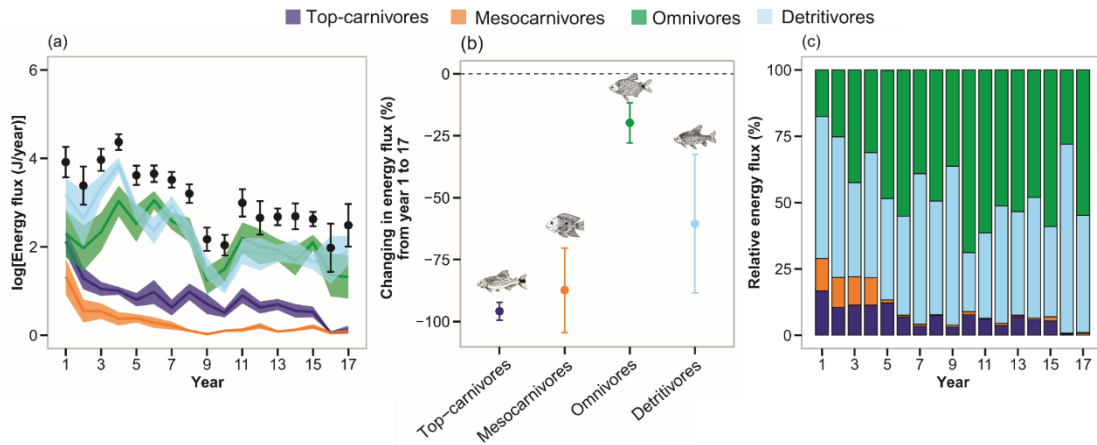 Top-carnivores Mesocarnivores Omnivores Detritivores
(a)
log[Energy flux (J/year)]
6
4
2
0
1 3 5 7 9 11 13 15 17
Year
(b)
Changing in energy flux (%)
from year 1 to 17
0
−25
−50
−75
−100
Top−carnivores
Mesocarnivores
Omnivores
Detritivores
(c)
Relative energy flux (%)
100
75
50
25
0
1 3 5 7 9 11 13 15 17
Year